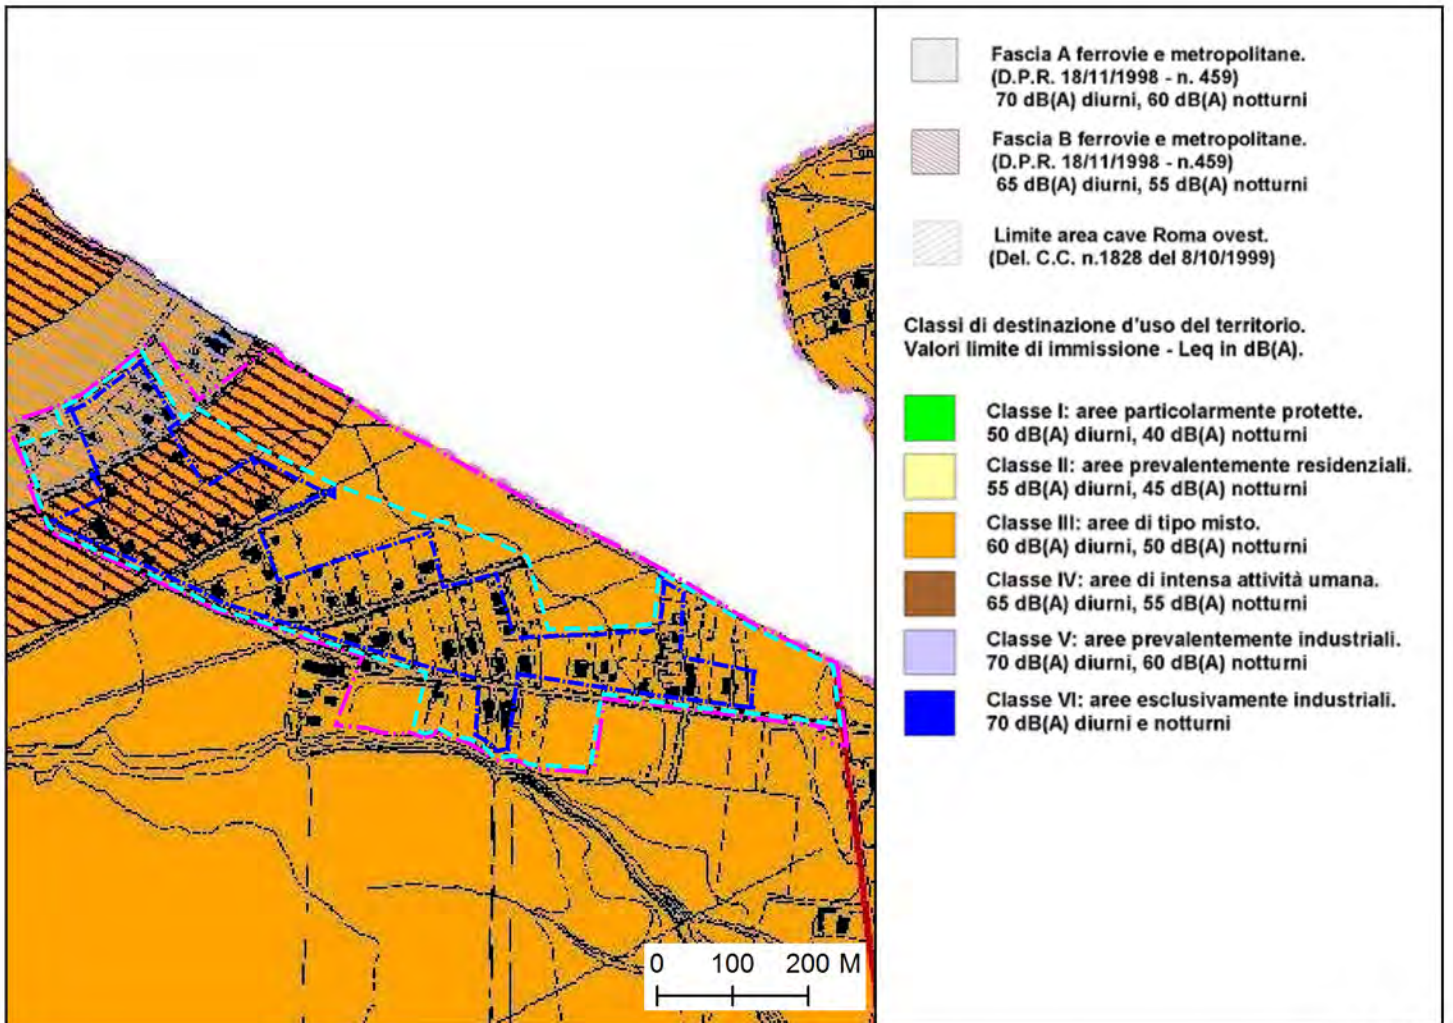 Fascia A ferrovie e metropolitane.
(D.P.R. 18/11/1998 - n. 459)
70 dB(A) diurni, 60 dB(A) notturni
Fascia B ferrovie e metropolitane.
(D.P.R. 18/11/1998 - n.459)
65 dB(A) diurni, 55 dB(A) notturni
Limite area cave Roma ovest.
(Del. C.C. n.1828 del 8/10/1999)
Classi di destinazione d'uso del territorio.
Valori limite di immissione - Leq in dB(A).
Classe I: aree particolarmente protette.
50 dB(A) diurni, 40 dB(A) notturni
Classe II: aree prevalentemente residenziali.
55 dB(A) diurni, 45 dB(A) notturni
Classe III: aree di tipo misto.
60 dB(A) diurni, 50 dB(A) notturni
Classe IV: aree di intensa attività umana.
65 dB(A) diurni, 55 dB(A) notturni
Classe V: aree prevalentemente industriali.
70 dB(A) diurni, 60 dB(A) notturni
Classe VI: aree esclusivamente industriali.
70 dB(A) diurni e notturni
0 100 200 M